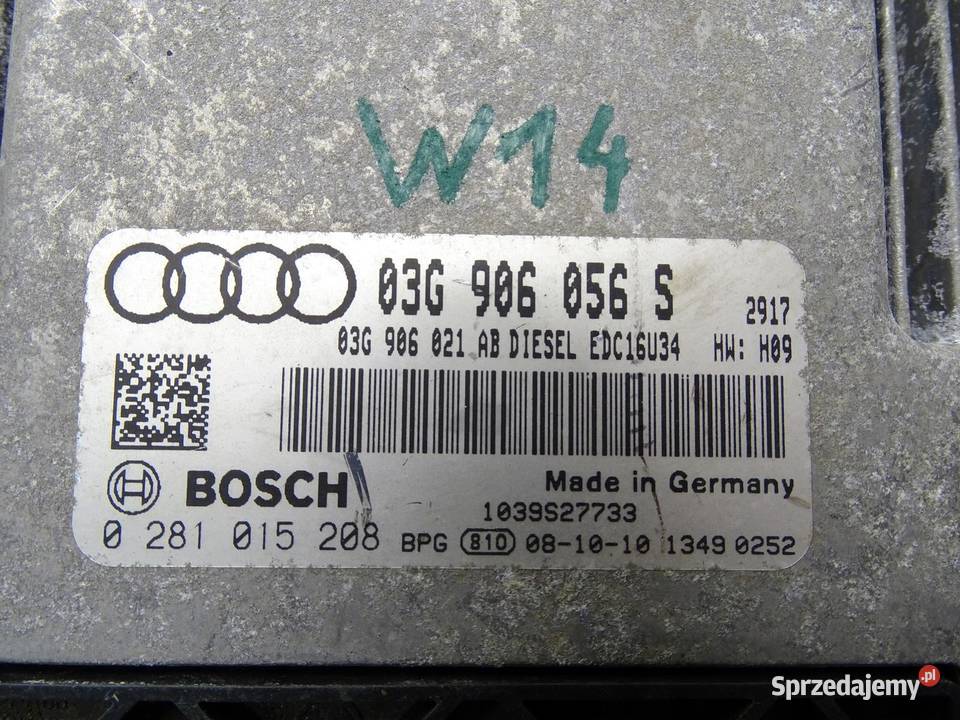 W14
03G 906 056 S 2917
03G 906 021 AB DIESEL EDC16U34 HW: H09
H BOSCH Made in Germany
1039S27733
0 281 015 208 BPG 810 08-10-10 1349 0252
Sprzedajemy.pl